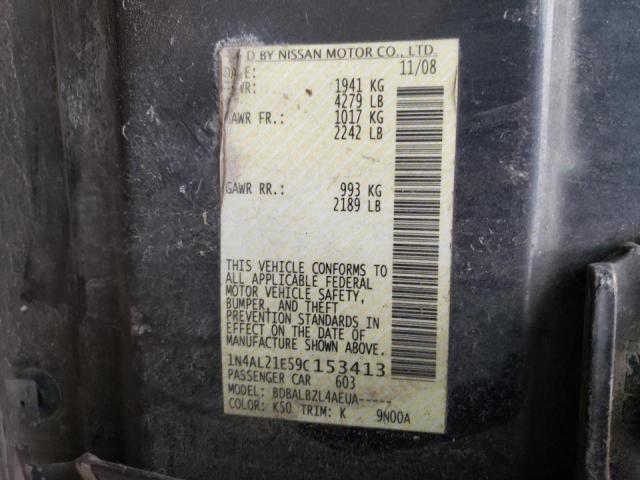 D BY NISSAN MOTOR CO., LTD.
DATE: 11/08
1941 KG
4279 LB
GAWR FR.: 1017 KG
2242 LB
GAWR RR.: 993 KG
2189 LB
THIS VEHICLE CONFORMS TO
ALL APPLICABLE FEDERAL
MOTOR VEHICLE SAFETY,
BUMPER, AND THEFT
PREVENTION STANDARDS IN
EFFECT ON THE DATE OF
MANUFACTURE SHOWN ABOVE.
1N4AL21E59C153413
PASSENGER CAR 603
MODEL: BDBALBZL4AEUA-----
COLOR: K50 TRIM: K 9N00A